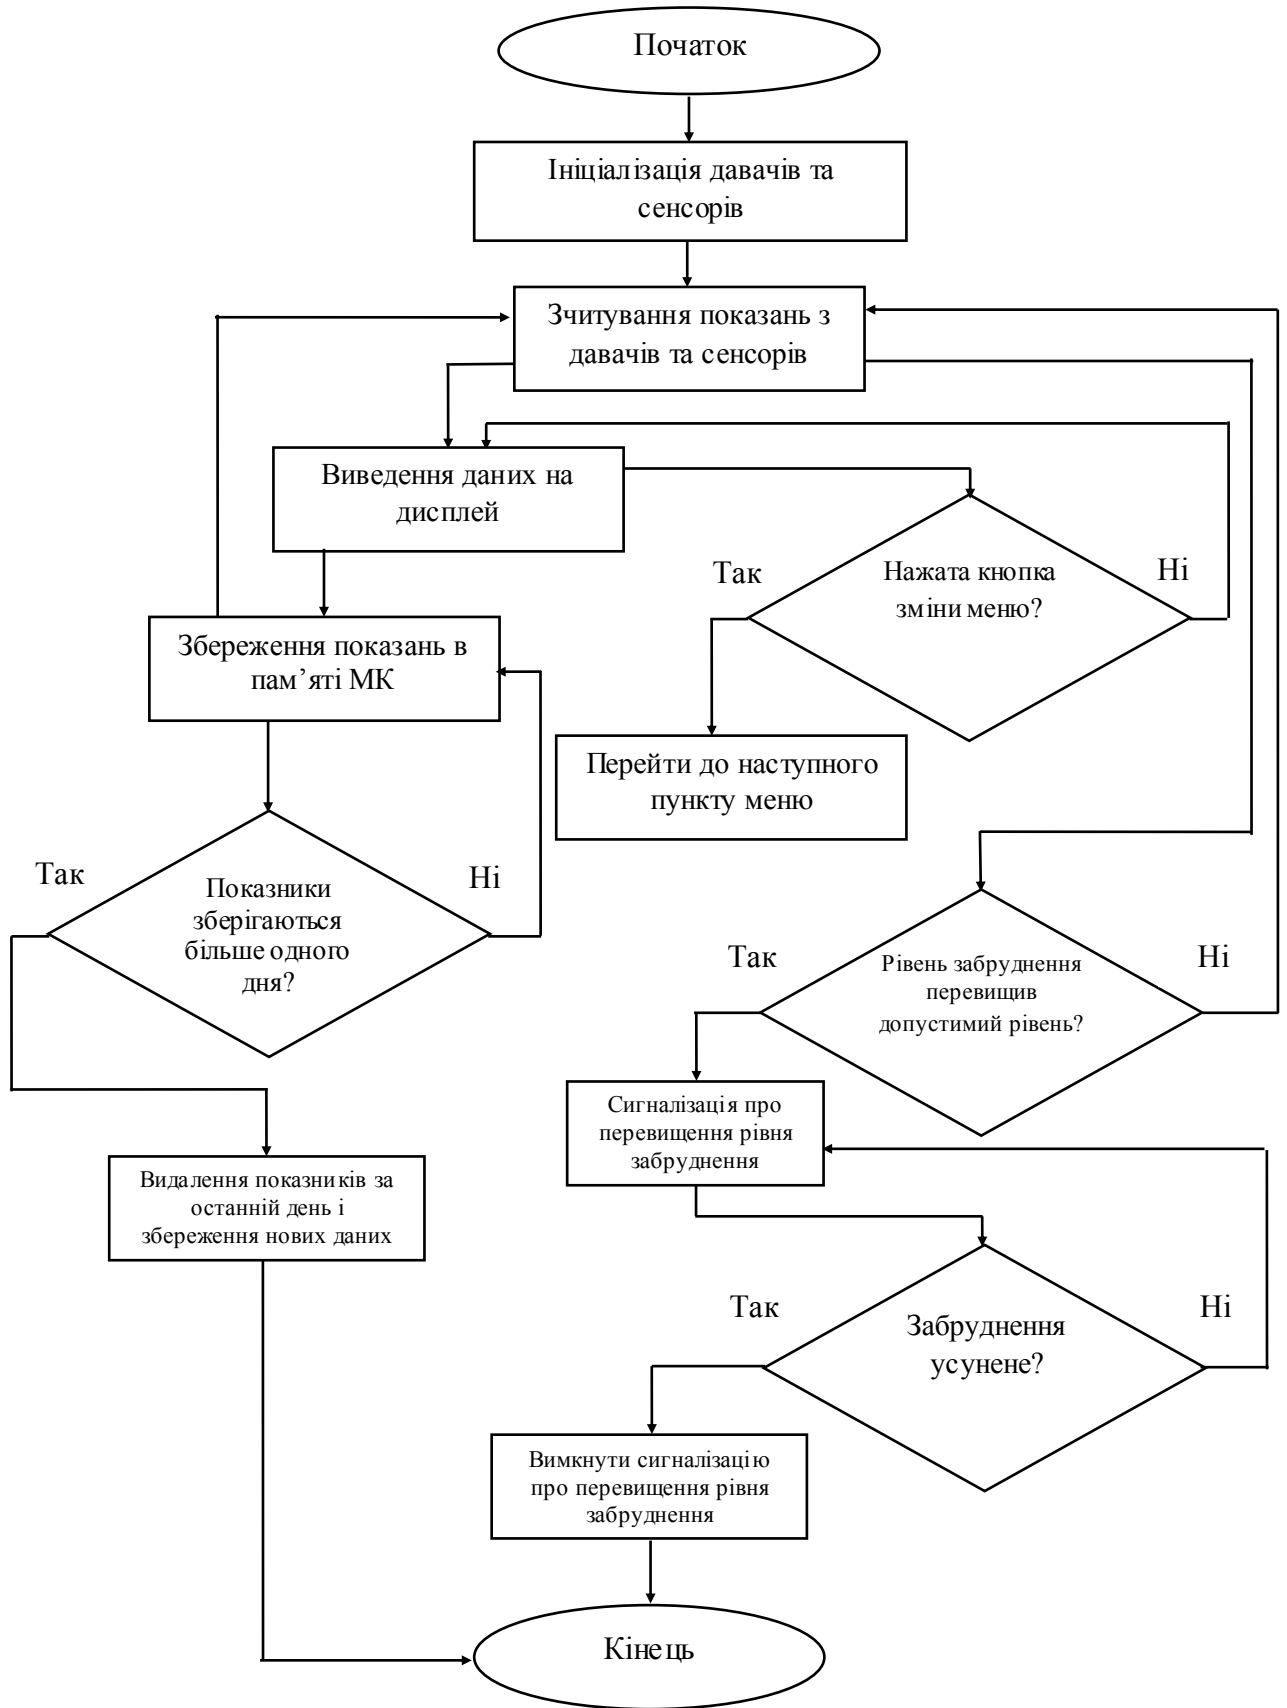 Початок
Ініціалізація давачів та
сенсорів
Зчитування показань з
давачів та сенсорів
Виведення даних на
дисплей
Так
Нажата кнопка
зміни меню?
Ні
Збереження показань в
пам’яті МК
Перейти до наступного
пункту меню
Так
Показники
зберігаються
більше одного
дня?
Ні
Так
Рівень забруднення
перевищив
допустимий рівень?
Ні
Сигналізація про
перевищення рівня
забруднення
Видалення показників за
останній день і
збереження нових даних
Так
Забруднення
усунене?
Ні
Вимкнути сигналізацію
про перевищення рівня
забруднення
Кінець